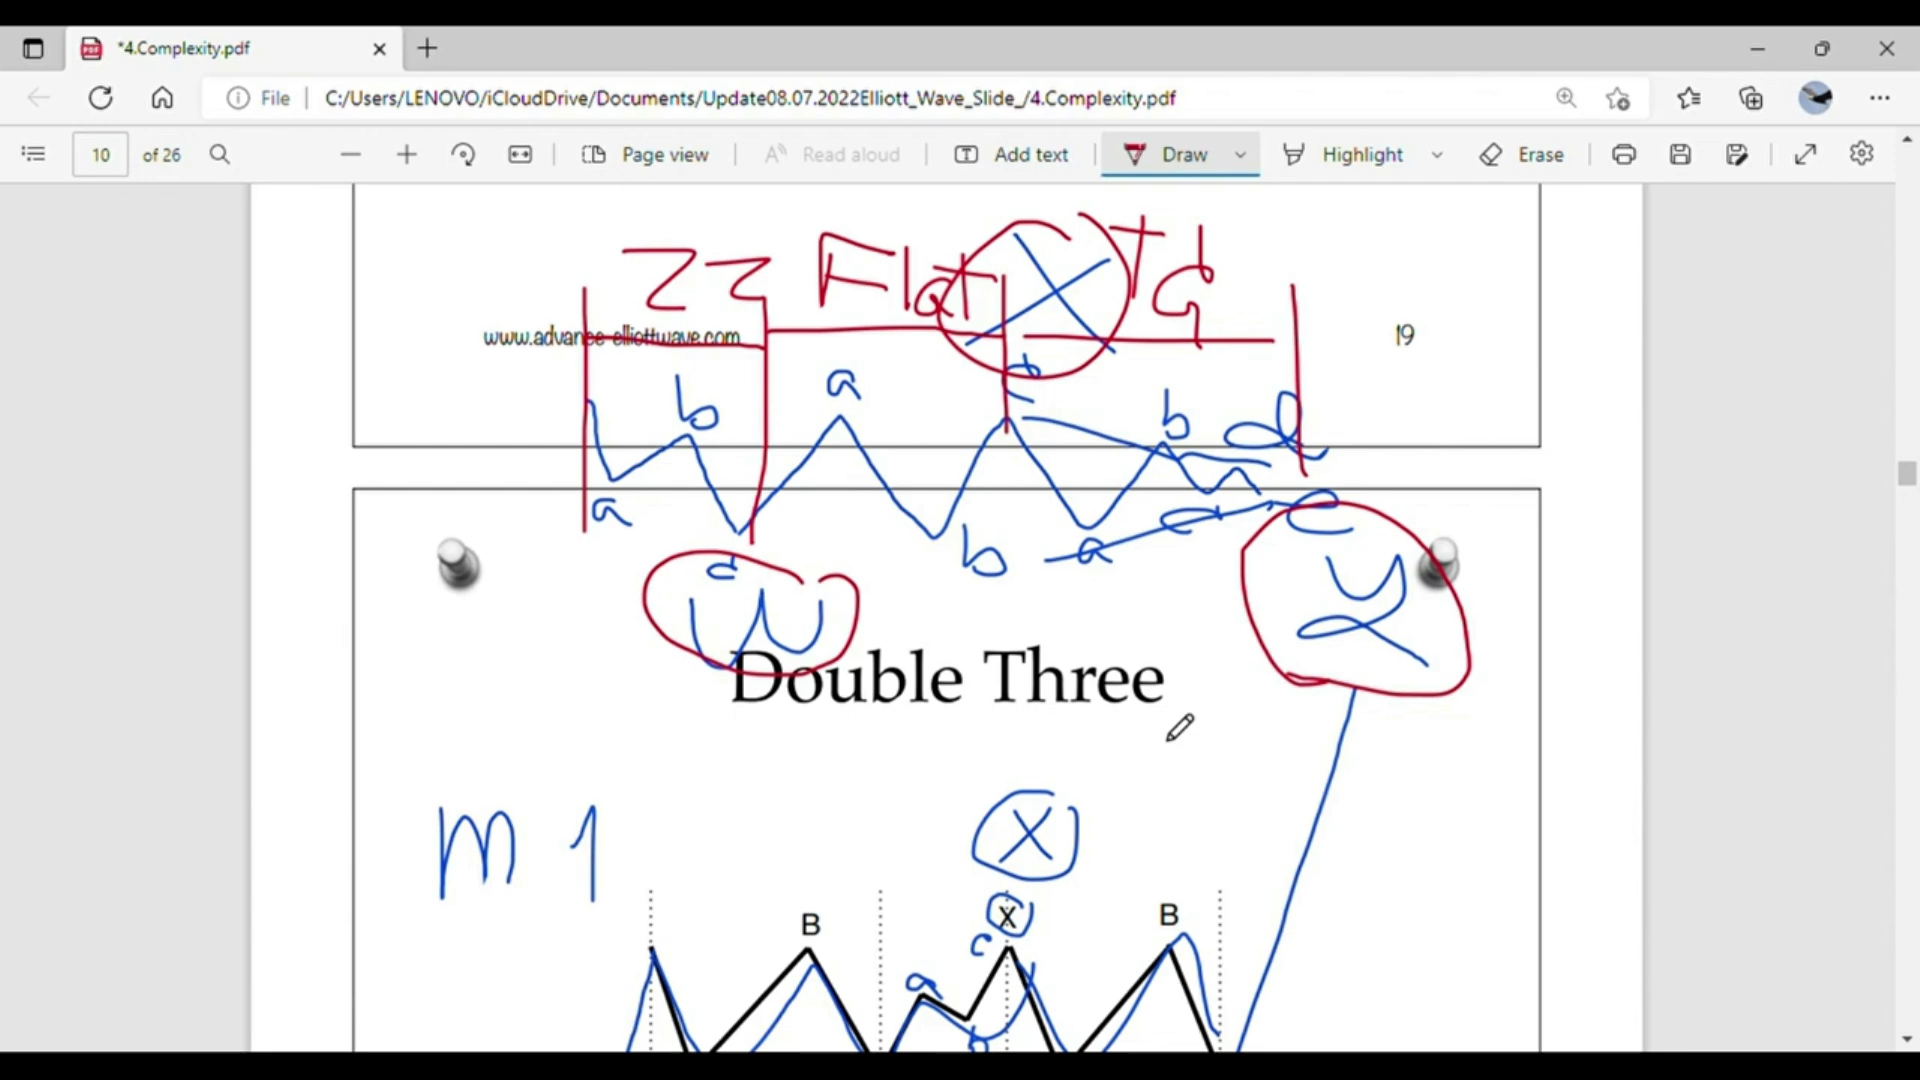 *4.Complexity.pdf
File
C:/Users/LENOVO/iCloudDrive/Documents/Update08.07.2022Elliott_Wave_Slide_/4.Complexity.pdf
10 of 26
Page view
Read aloud
Add text
Draw
Highlight
Erase
ZZ Flat X Tg
www.advance-elliottwave.com
19
b a c b d
a b a c e
c
W Y
Double Three
m 1
X
B X B
a c
b